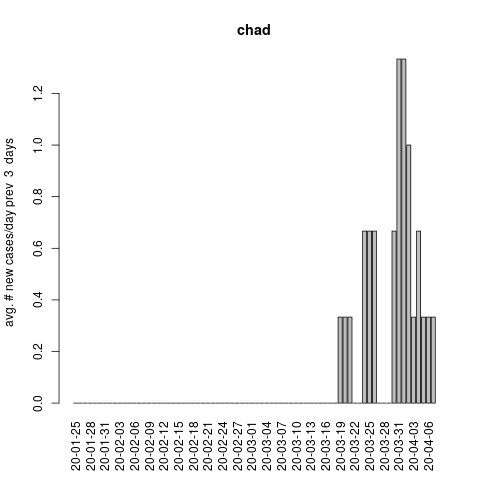 chad
avg. # new cases/day prev 3 days
0.0 0.2 0.4 0.6 0.8 1.0 1.2
20-01-25 20-01-28 20-01-31 20-02-03 20-02-06 20-02-09 20-02-12 20-02-15 20-02-18 20-02-21 20-02-24 20-02-27 20-03-01 20-03-04 20-03-07 20-03-10 20-03-13 20-03-16 20-03-19 20-03-22 20-03-25 20-03-28 20-03-31 20-04-03 20-04-06